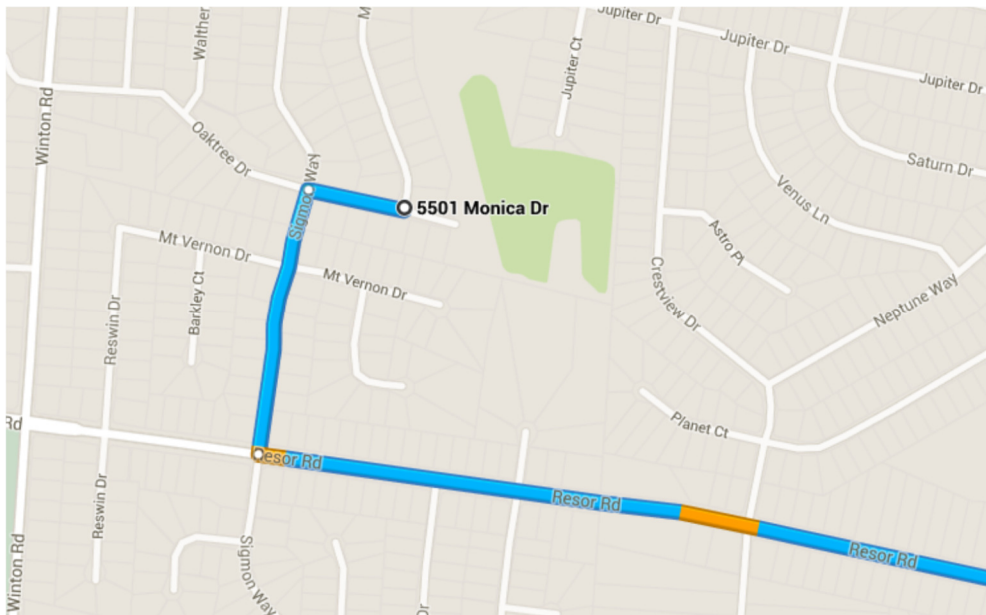 Jupiter Dr
Walther
M
Jupiter Dr
Jupiter Ct
Jupiter Dr
Winton Rd
Oaktree Dr
Way
Saturn Dr
Venus Ln
5501 Monica Dr
Sigmon
Mt Vernon Dr
Astro Pl
Mt Vernon Dr
Barkley Ct
Crestview Dr
Neptune Way
Reswin Dr
Rd
Planet Ct
Resor Rd
Resor Rd
Reswin Dr
Resor Rd
Winton Rd
Sigmon Way
Dr